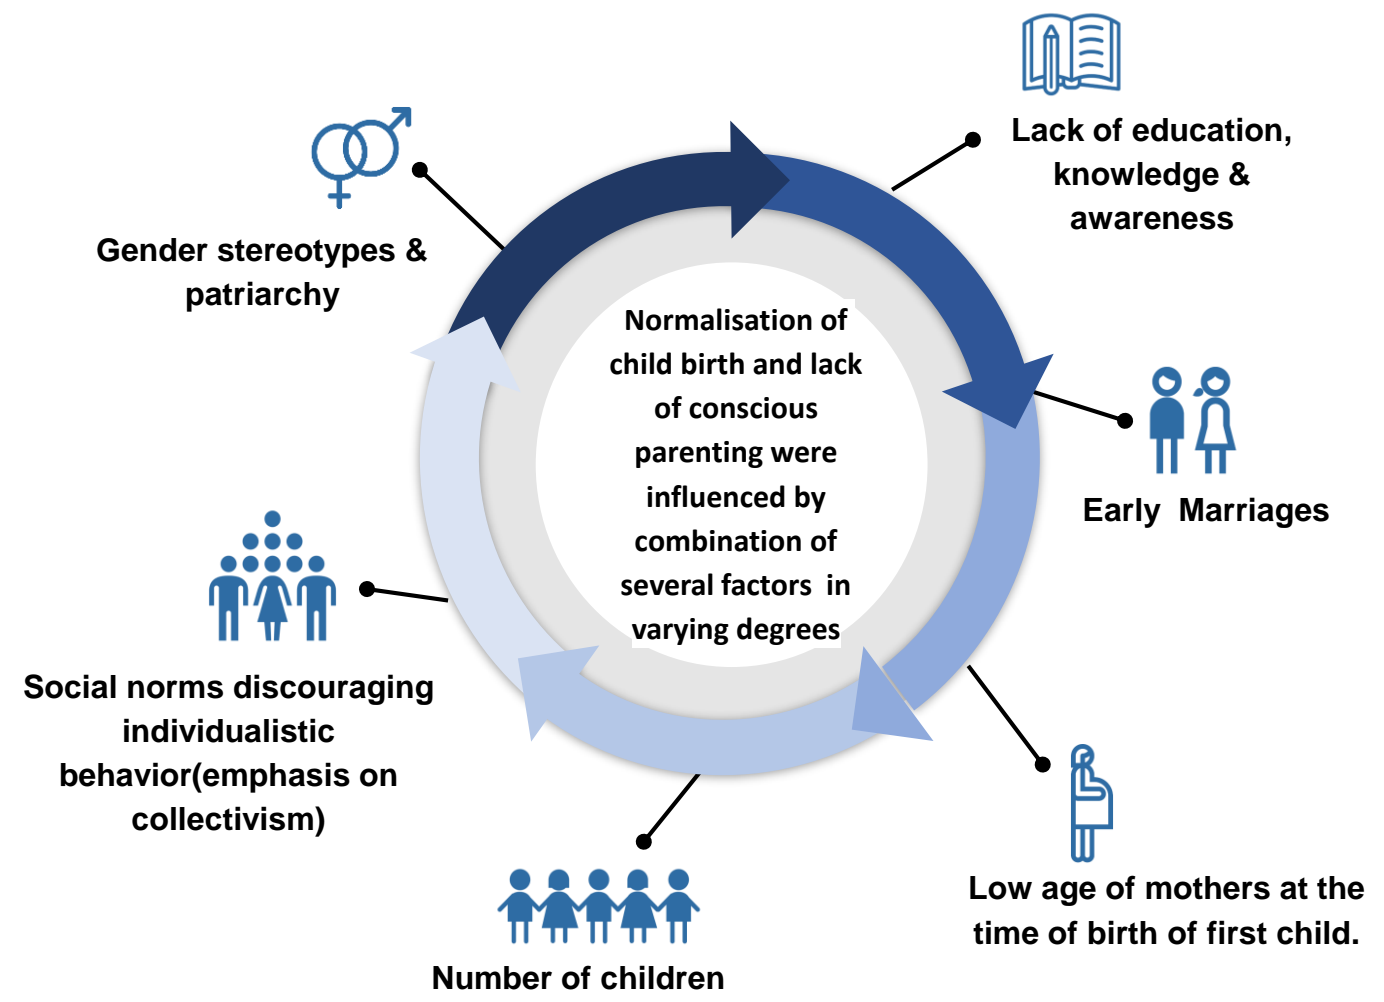 Lack of education,
knowledge &
awareness
Gender stereotypes &
patriarchy
Normalisation of
child birth and lack
of conscious
parenting were
influenced by
combination of
several factors  in
varying degrees
Early  Marriages
Social norms discouraging
individualistic
behavior(emphasis on
collectivism)
Low age of mothers at the
time of birth of first child.
Number of children